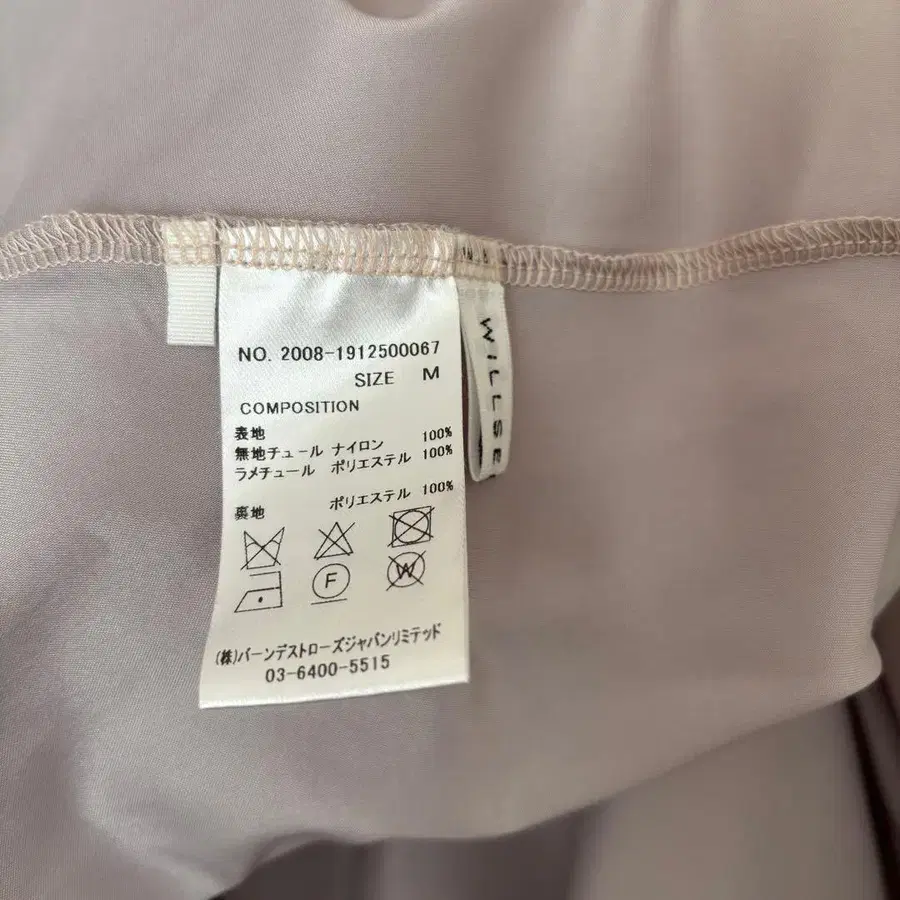 NO. 2008-1912500067
SIZE M
COMPOSITION
表地
無地チュール ナイロン 100%
ラメチュール ポリエステル 100%
裏地 ポリエステル 100%
F
W
(株)バーンデストローズジャパンリミテッド
03-6400-5515
WILLSE